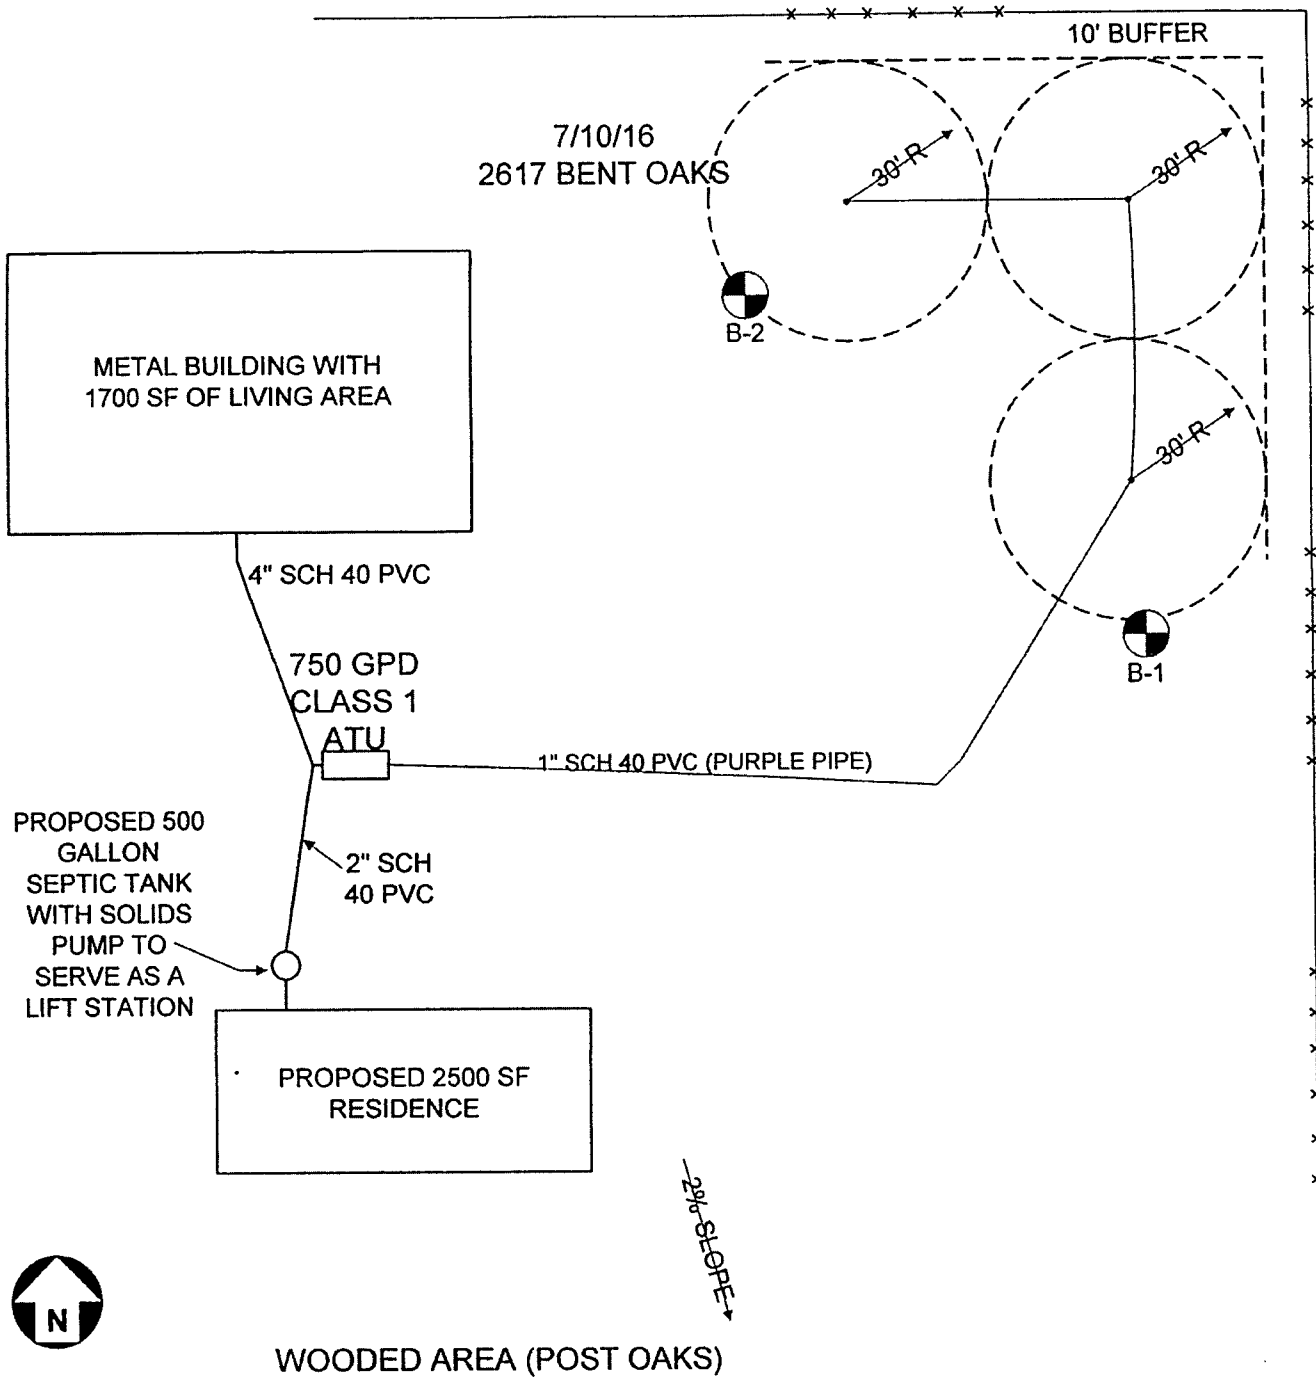 10' BUFFER
7/10/16
2617 BENT OAKS
30' R
30' R
B-2
METAL BUILDING WITH
1700 SF OF LIVING AREA
30' R
4" SCH 40 PVC
B-1
750 GPD
CLASS 1
ATU
1" SCH 40 PVC (PURPLE PIPE)
PROPOSED 500
GALLON
SEPTIC TANK
WITH SOLIDS
PUMP TO
SERVE AS A
LIFT STATION
2" SCH
40 PVC
PROPOSED 2500 SF
RESIDENCE
2% SLOPE
N
WOODED AREA (POST OAKS)